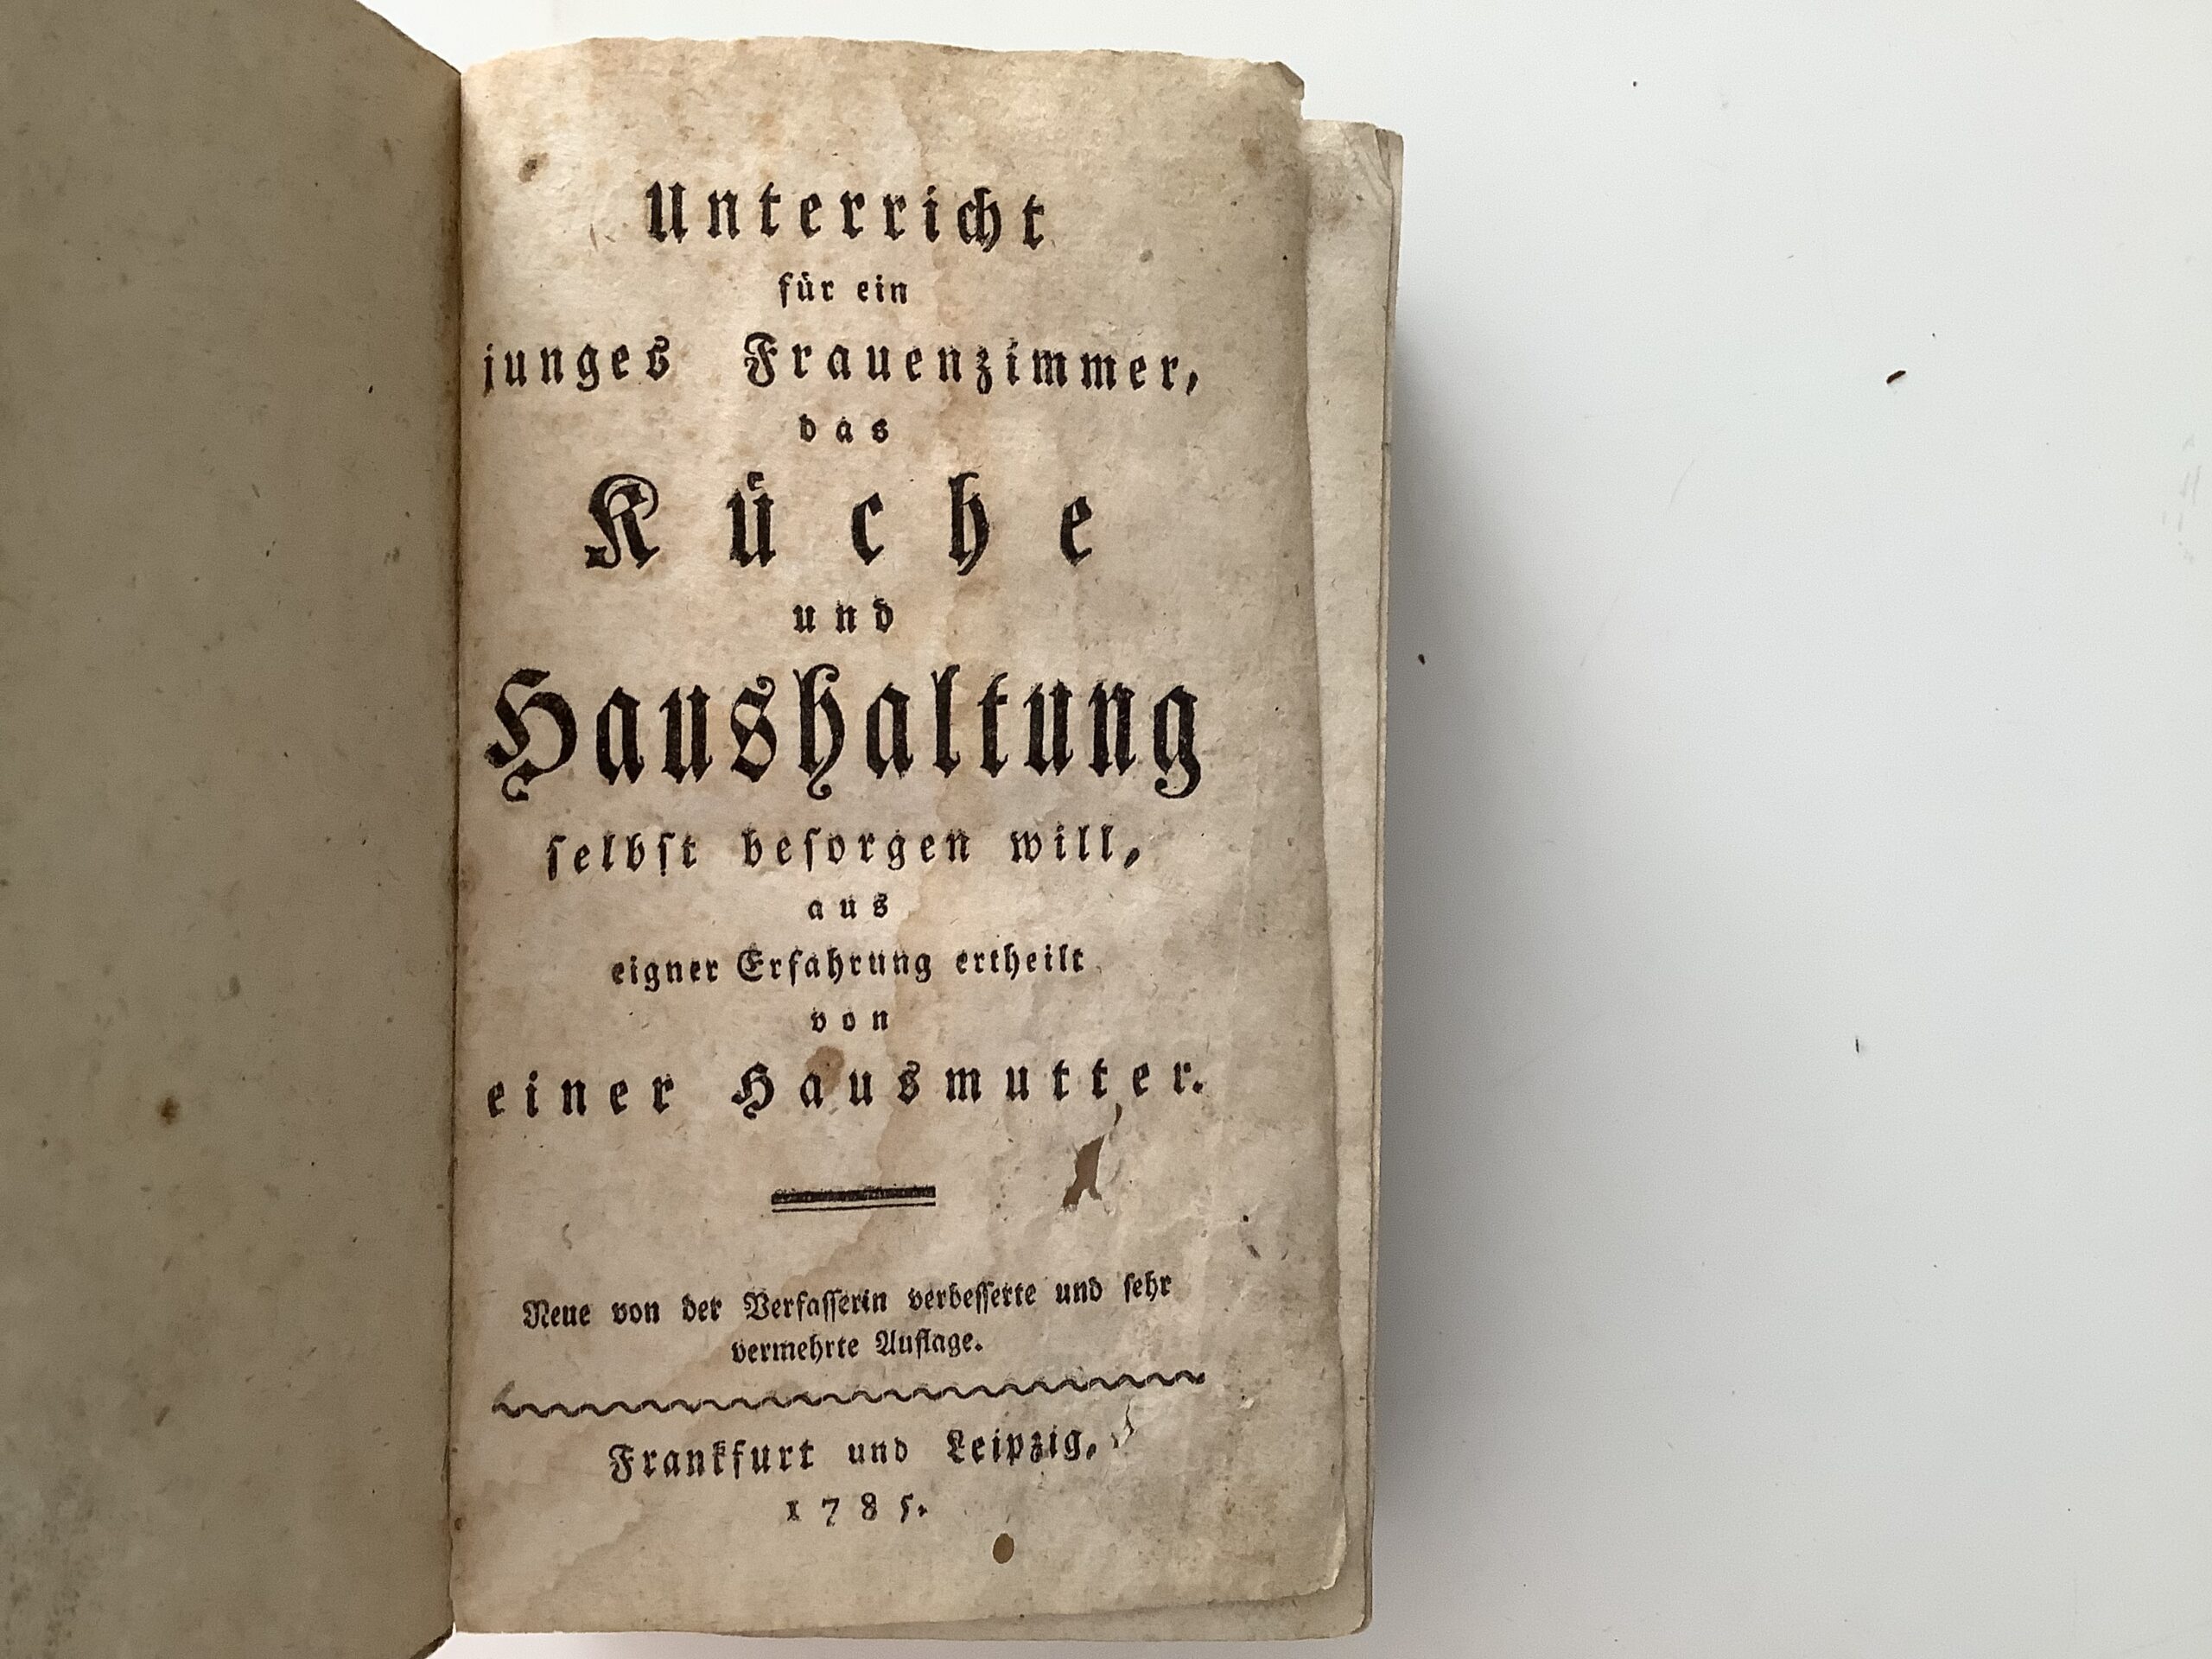 Unterricht
für ein
junges Frauenzimmer,
das
Küche
und
Haushaltung
ſelbſt beſorgen will,
aus
eigner Erfahrung ertheilt
von
einer Hausmutter.
Neue von der Verfaſſerin verbeſſerte und ſehr
vermehrte Auflage.
Frankfurt und Leipzig,
1785.